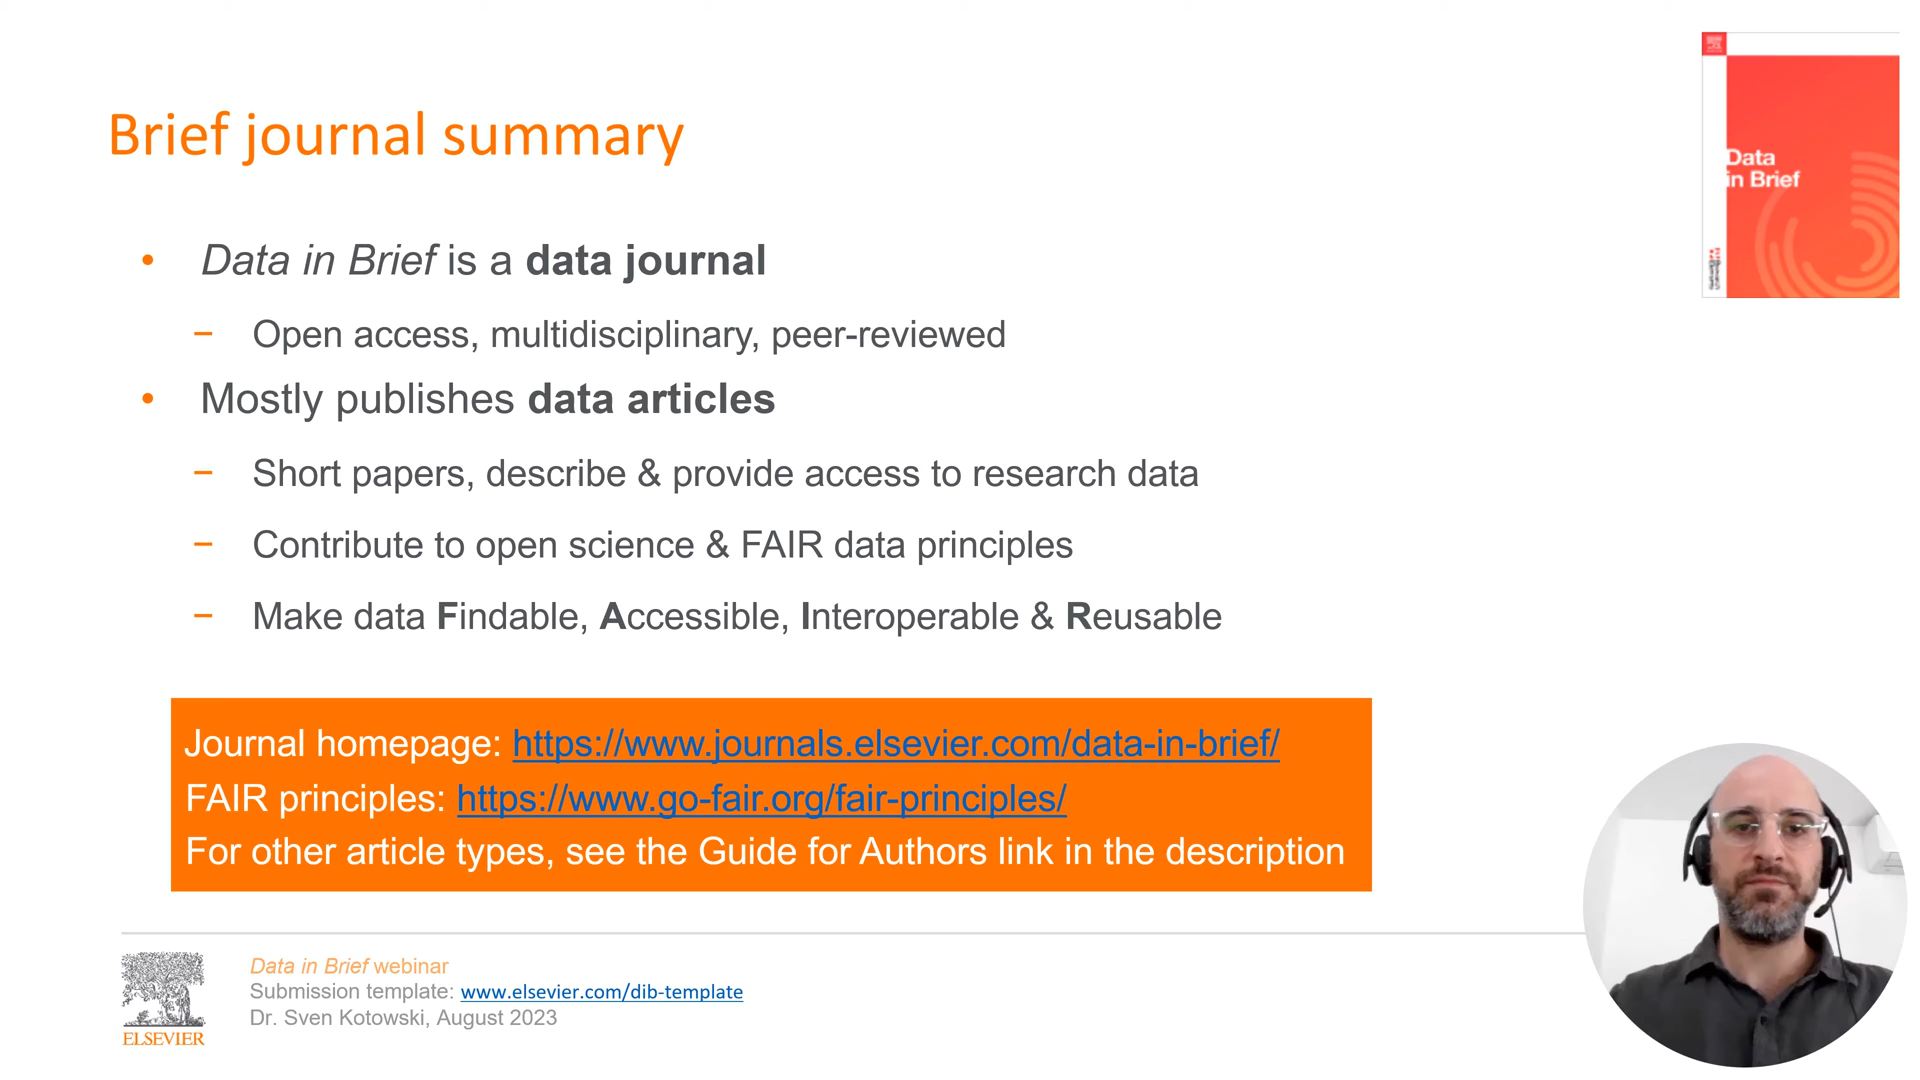 Brief journal summary
Data
in Brief
• Data in Brief is a data journal
− Open access, multidisciplinary, peer-reviewed
• Mostly publishes data articles
− Short papers, describe & provide access to research data
− Contribute to open science & FAIR data principles
− Make data Findable, Accessible, Interoperable & Reusable
Journal homepage: https://www.journals.elsevier.com/data-in-brief/
FAIR principles: https://www.go-fair.org/fair-principles/
For other article types, see the Guide for Authors link in the description
ELSEVIER
Data in Brief webinar
Submission template: www.elsevier.com/dib-template
Dr. Sven Kotowski, August 2023